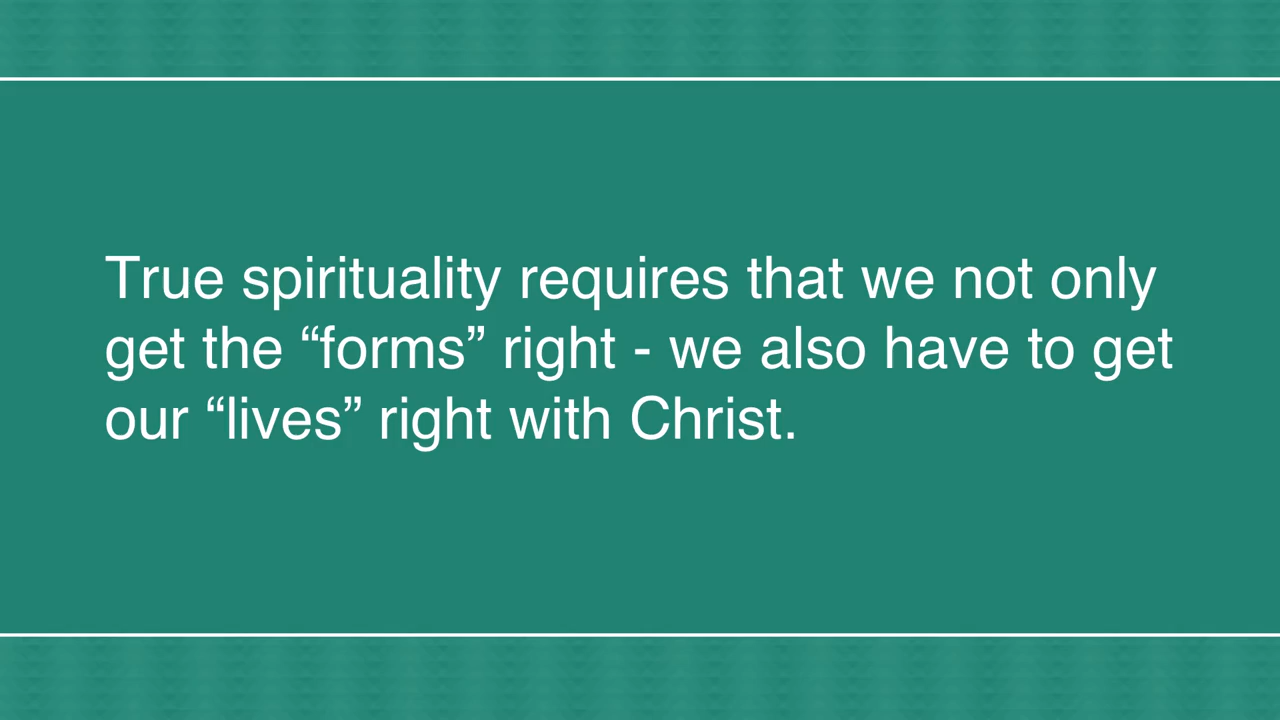 True spirituality requires that we not only
get the “forms” right - we also have to get
our “lives” right with Christ.